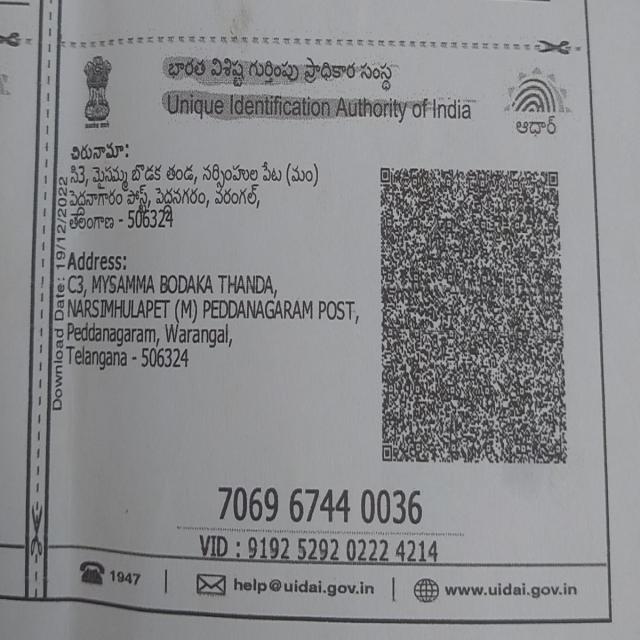 భారత విశిష్ట గుర్తింపు ప్రాధికార సంస్థ
Unique Identification Authority of India
ఆధార్
చిరునామా:
సి3, మైసమ్మ బొడక తండ, నర్సింహుల పేట (మం)
పెద్దనాగారం పోస్ట్, పెద్దనగరం, వరంగల్,
తెలంగాణ - 506324
Address:
C3, MYSAMMA BODAKA THANDA,
NARSIMHULAPET (M) PEDDANAGARAM POST,
Peddanagaram, Warangal,
Telangana - 506324
Download Date: 19/12/2022
7069 6744 0036
VID : 9192 5292 0222 4214
1947 | help@uidai.gov.in | www.uidai.gov.in